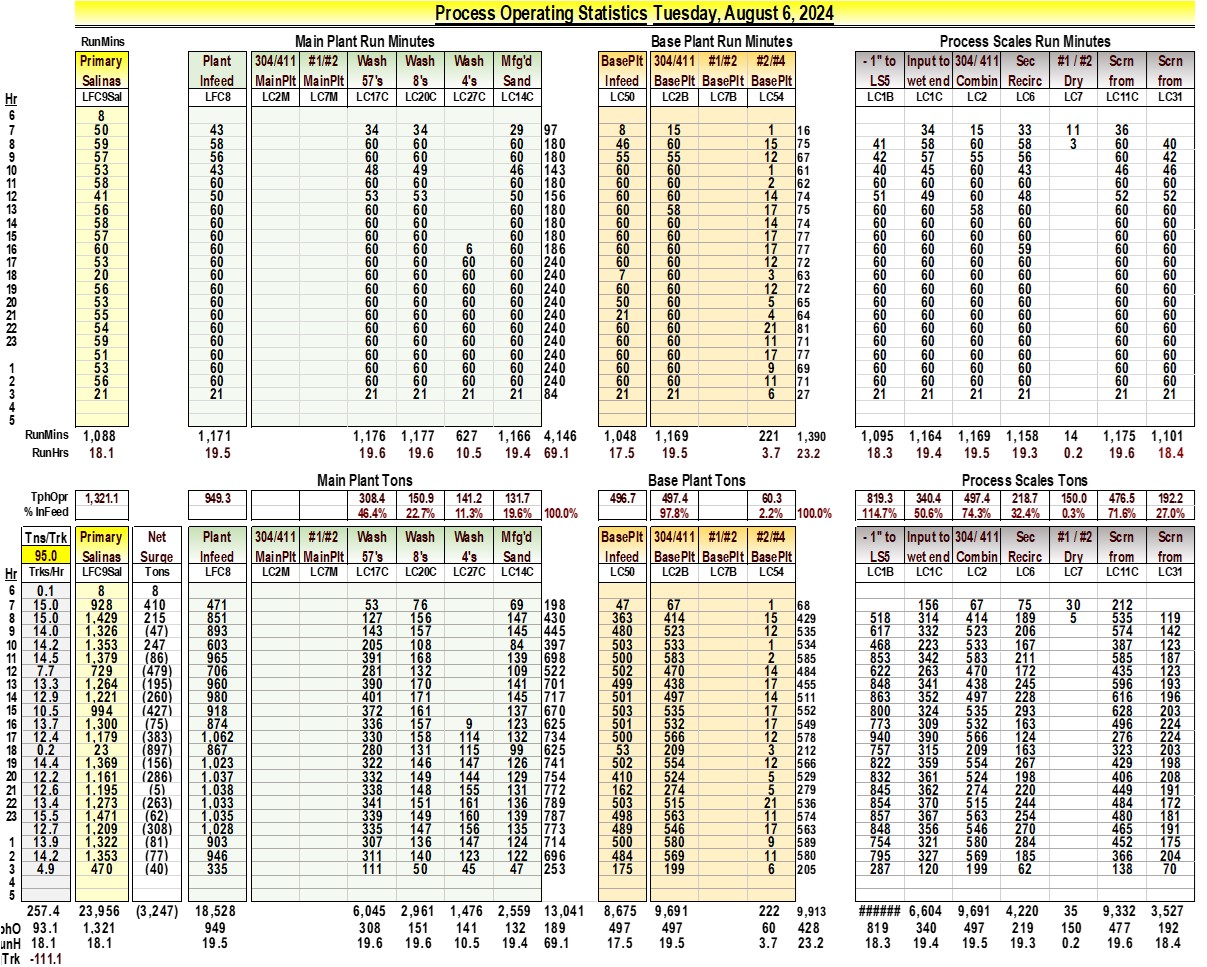 Process Operating Statistics Tuesday, August 6, 2024
RunMins Main Plant Run Minutes Base Plant Run Minutes Process Scales Run Minutes
Primary Plant 304/411 #1/#2 Wash Wash Wash Mfg'd BasePlt 304/411 #1/#2 #2/#4 - 1" to Input to 304/ 411 Sec #1 / #2 Scrn Scrn
Salinas Infeed MainPlt MainPlt 57's 8's 4's Sand Infeed BasePlt BasePlt BasePlt LS5 wet end Combin Recirc Dry from from
Hr LFC9Sal LFC8 LC2M LC7M LC17C LC20C LC27C LC14C LC50 LC2B LC7B LC54 LC1B LC1C LC2 LC6 LC7 LC11C LC31
6 8
7 50 43 34 34 29 97 8 15 1 16 34 15 33 11 36
8 59 58 60 60 60 180 46 60 15 75 41 58 60 58 3 60 40
9 57 56 60 60 60 180 55 55 12 67 42 57 55 56 60 42
10 53 43 48 49 46 143 60 60 1 61 40 45 60 43 46 46
11 58 60 60 60 60 180 60 60 2 62 60 60 60 60 60 60
12 41 50 53 53 50 156 60 60 14 74 51 49 60 48 52 52
13 56 60 60 60 60 180 60 58 17 75 60 60 58 60 60 60
14 58 60 60 60 60 180 60 60 14 74 60 60 60 60 60 60
15 57 60 60 60 60 180 60 60 17 77 60 60 60 60 60 60
16 60 60 60 60 6 60 186 60 60 17 77 60 60 60 59 60 60
17 53 60 60 60 60 60 240 60 60 12 72 60 60 60 60 60 60
18 20 60 60 60 60 60 240 7 60 3 63 60 60 60 60 60 60
19 56 60 60 60 60 60 240 60 60 12 72 60 60 60 60 60 60
20 53 60 60 60 60 60 240 50 60 5 65 60 60 60 60 60 60
21 55 60 60 60 60 60 240 21 60 4 64 60 60 60 60 60 60
22 54 60 60 60 60 60 240 60 60 21 81 60 60 60 60 60 60
23 59 60 60 60 60 60 240 60 60 11 71 60 60 60 60 60 60
51 60 60 60 60 60 240 60 60 17 77 60 60 60 60 60 60
1 53 60 60 60 60 60 240 60 60 9 69 60 60 60 60 60 60
2 56 60 60 60 60 60 240 60 60 11 71 60 60 60 60 60 60
3 21 21 21 21 21 21 84 21 21 6 27 21 21 21 21 21 21
4
5
RunMins 1,088 1,171 1,176 1,177 627 1,166 4,146 1,048 1,169 221 1,390 1,095 1,164 1,169 1,158 14 1,175 1,101
RunHrs 18.1 19.5 19.6 19.6 10.5 19.4 69.1 17.5 19.5 3.7 23.2 18.3 19.4 19.5 19.3 0.2 19.6 18.4
Main Plant Tons Base Plant Tons Process Scales Tons
TphOpr 1,321.1 949.3 308.4 150.9 141.2 131.7 496.7 497.4 60.3 819.3 340.4 497.4 218.7 150.0 476.5 192.2
% InFeed 46.4% 22.7% 11.3% 19.6% 100.0% 97.8% 2.2% 100.0% 114.7% 50.6% 74.3% 32.4% 0.3% 71.6% 27.0%
Tns/Trk Primary Net Plant 304/411 #1/#2 Wash Wash Wash Mfg'd BasePlt 304/411 #1/#2 #2/#4 - 1" to Input to 304/ 411 Sec #1 / #2 Scrn Scrn
95.0 Salinas Surge Infeed MainPlt MainPlt 57's 8's 4's Sand Infeed BasePlt BasePlt BasePlt LS5 wet end Combin Recirc Dry from from
Hr Trks/Hr LFC9Sal Tons LFC8 LC2M LC7M LC17C LC20C LC27C LC14C LC50 LC2B LC7B LC54 LC1B LC1C LC2 LC6 LC7 LC11C LC31
6 0.1 8 8
7 15.0 928 410 471 53 76 69 198 47 67 1 68 156 67 75 30 212
8 15.0 1,429 215 851 127 156 147 430 363 414 15 429 518 314 414 189 5 535 119
9 14.0 1,326 (47) 893 143 157 145 445 480 523 12 535 617 332 523 206 574 142
10 14.2 1,353 247 603 205 108 84 397 503 533 1 534 468 223 533 167 387 123
11 14.5 1,379 (86) 965 391 168 139 698 500 583 2 585 853 342 583 211 585 187
12 7.7 729 (479) 706 281 132 109 522 502 470 14 484 622 263 470 172 435 123
13 13.3 1,264 (195) 960 390 170 141 701 499 438 17 455 848 341 438 245 596 193
14 12.9 1,221 (260) 980 401 171 145 717 501 497 14 511 863 352 497 228 616 196
15 10.5 994 (427) 918 372 161 137 670 503 535 17 552 800 324 535 293 628 203
16 13.7 1,300 (75) 874 336 157 9 123 625 501 532 17 549 773 309 532 163 496 224
17 12.4 1,179 (383) 1,062 330 158 114 132 734 500 566 12 578 940 390 566 124 276 224
18 0.2 23 (897) 867 280 131 115 99 625 53 209 3 212 757 315 209 163 323 203
19 14.4 1,369 (156) 1,023 322 146 147 126 741 502 554 12 566 822 359 554 267 429 198
20 12.2 1,161 (286) 1,037 332 149 144 129 754 410 524 5 529 832 361 524 198 406 208
21 12.6 1,195 (5) 1,038 338 148 155 131 772 162 274 5 279 845 362 274 220 449 191
22 13.4 1,273 (263) 1,033 341 151 161 136 789 503 515 21 536 854 370 515 244 484 172
23 15.5 1,471 (62) 1,035 339 149 160 139 787 498 563 11 574 857 367 563 254 480 181
12.7 1,209 (308) 1,028 335 147 156 135 773 489 546 17 563 848 356 546 270 465 191
1 13.9 1,322 (81) 903 307 136 147 124 714 500 580 9 589 754 321 580 284 452 175
2 14.2 1,353 (77) 946 311 140 123 122 696 484 569 11 580 795 327 569 185 366 204
3 4.9 470 (40) 335 111 50 45 47 253 175 199 6 205 287 120 199 62 138 70
4
5
257.4 23,956 (3,247) 18,528 6,045 2,961 1,476 2,559 13,041 8,675 9,691 222 9,913 ###### 6,604 9,691 4,220 35 9,332 3,527
phO 93.1 1,321 949 308 151 141 132 189 497 497 60 428 819 340 497 219 150 477 192
unH 18.1 18.1 19.5 19.6 19.6 10.5 19.4 69.1 17.5 19.5 3.7 23.2 18.3 19.4 19.5 19.3 0.2 19.6 18.4
Trk -111.1